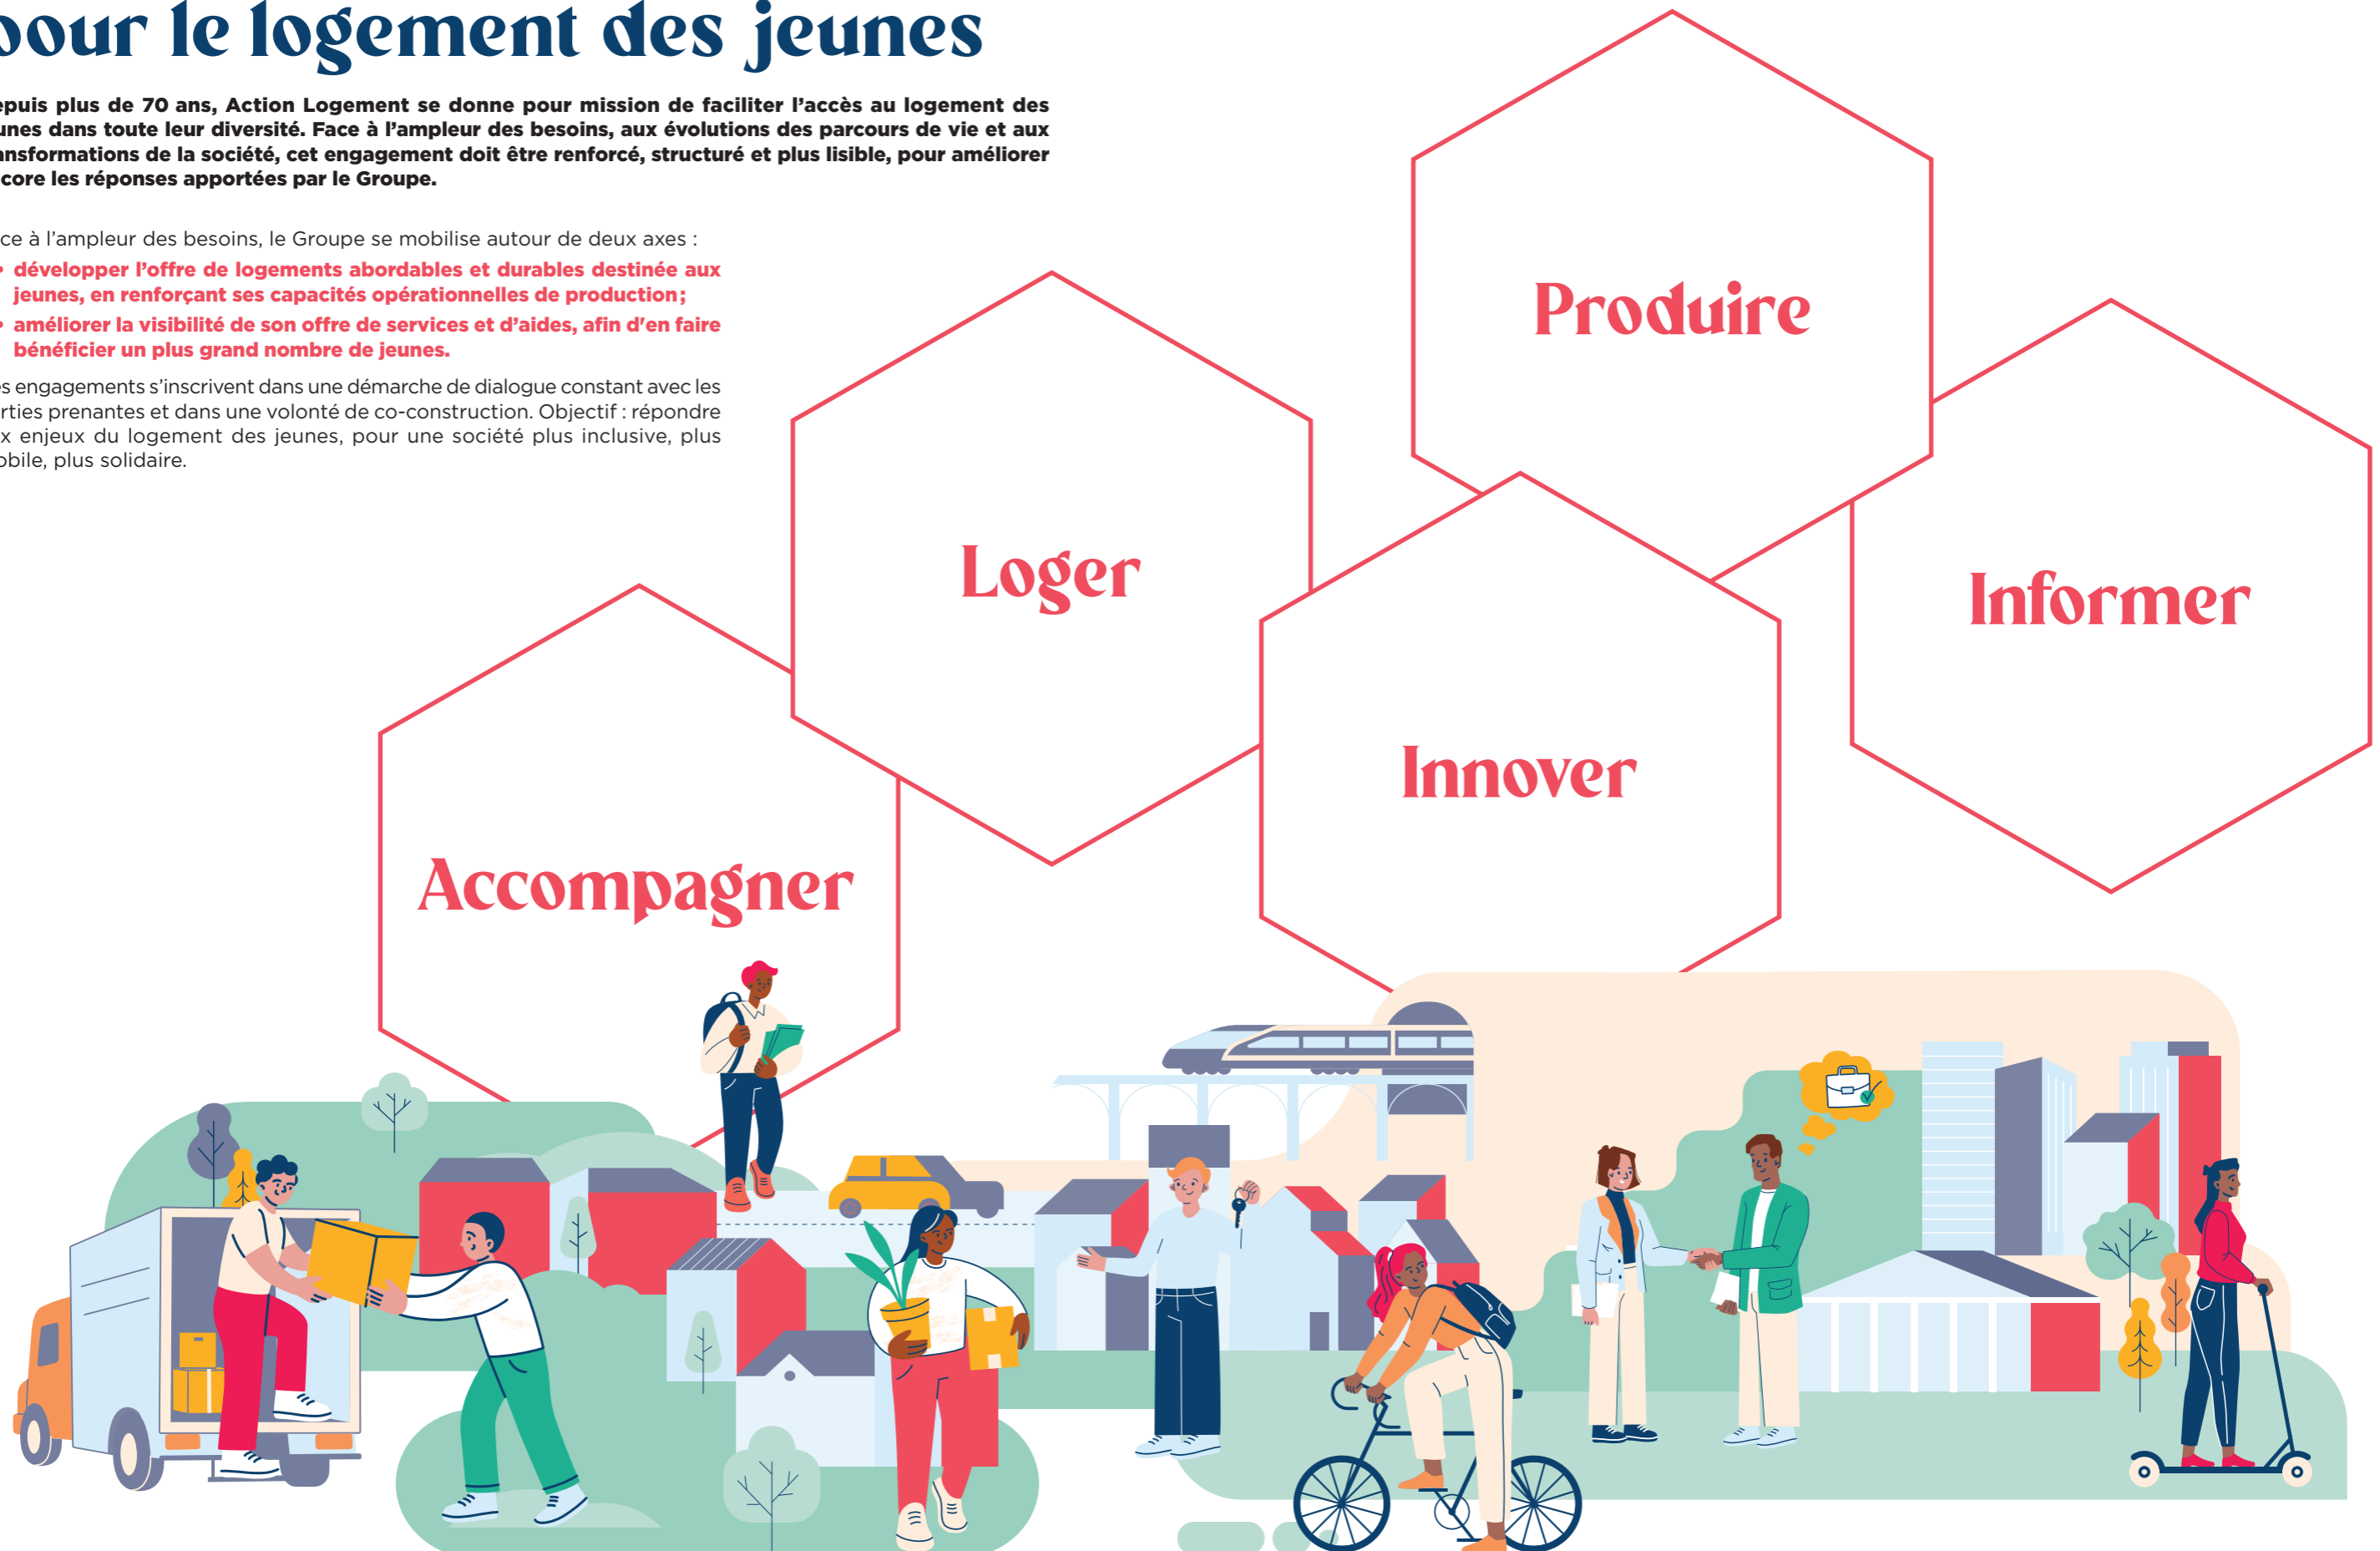 pour le logement des jeunes
epuis plus de 70 ans, Action Logement se donne pour mission de faciliter l’accès au logement des
unes dans toute leur diversité. Face à l’ampleur des besoins, aux évolutions des parcours de vie et aux
ansformations de la société, cet engagement doit être renforcé, structuré et plus lisible, pour améliorer
core les réponses apportées par le Groupe.
ce à l’ampleur des besoins, le Groupe se mobilise autour de deux axes :
• développer l’offre de logements abordables et durables destinée aux
jeunes, en renforçant ses capacités opérationnelles de production;
• améliorer la visibilité de son offre de services et d’aides, afin d'en faire
bénéficier un plus grand nombre de jeunes.
es engagements s’inscrivent dans une démarche de dialogue constant avec les
rties prenantes et dans une volonté de co-construction. Objectif : répondre
x enjeux du logement des jeunes, pour une société plus inclusive, plus
obile, plus solidaire.
Produire
Loger
Informer
Innover
Accompagner